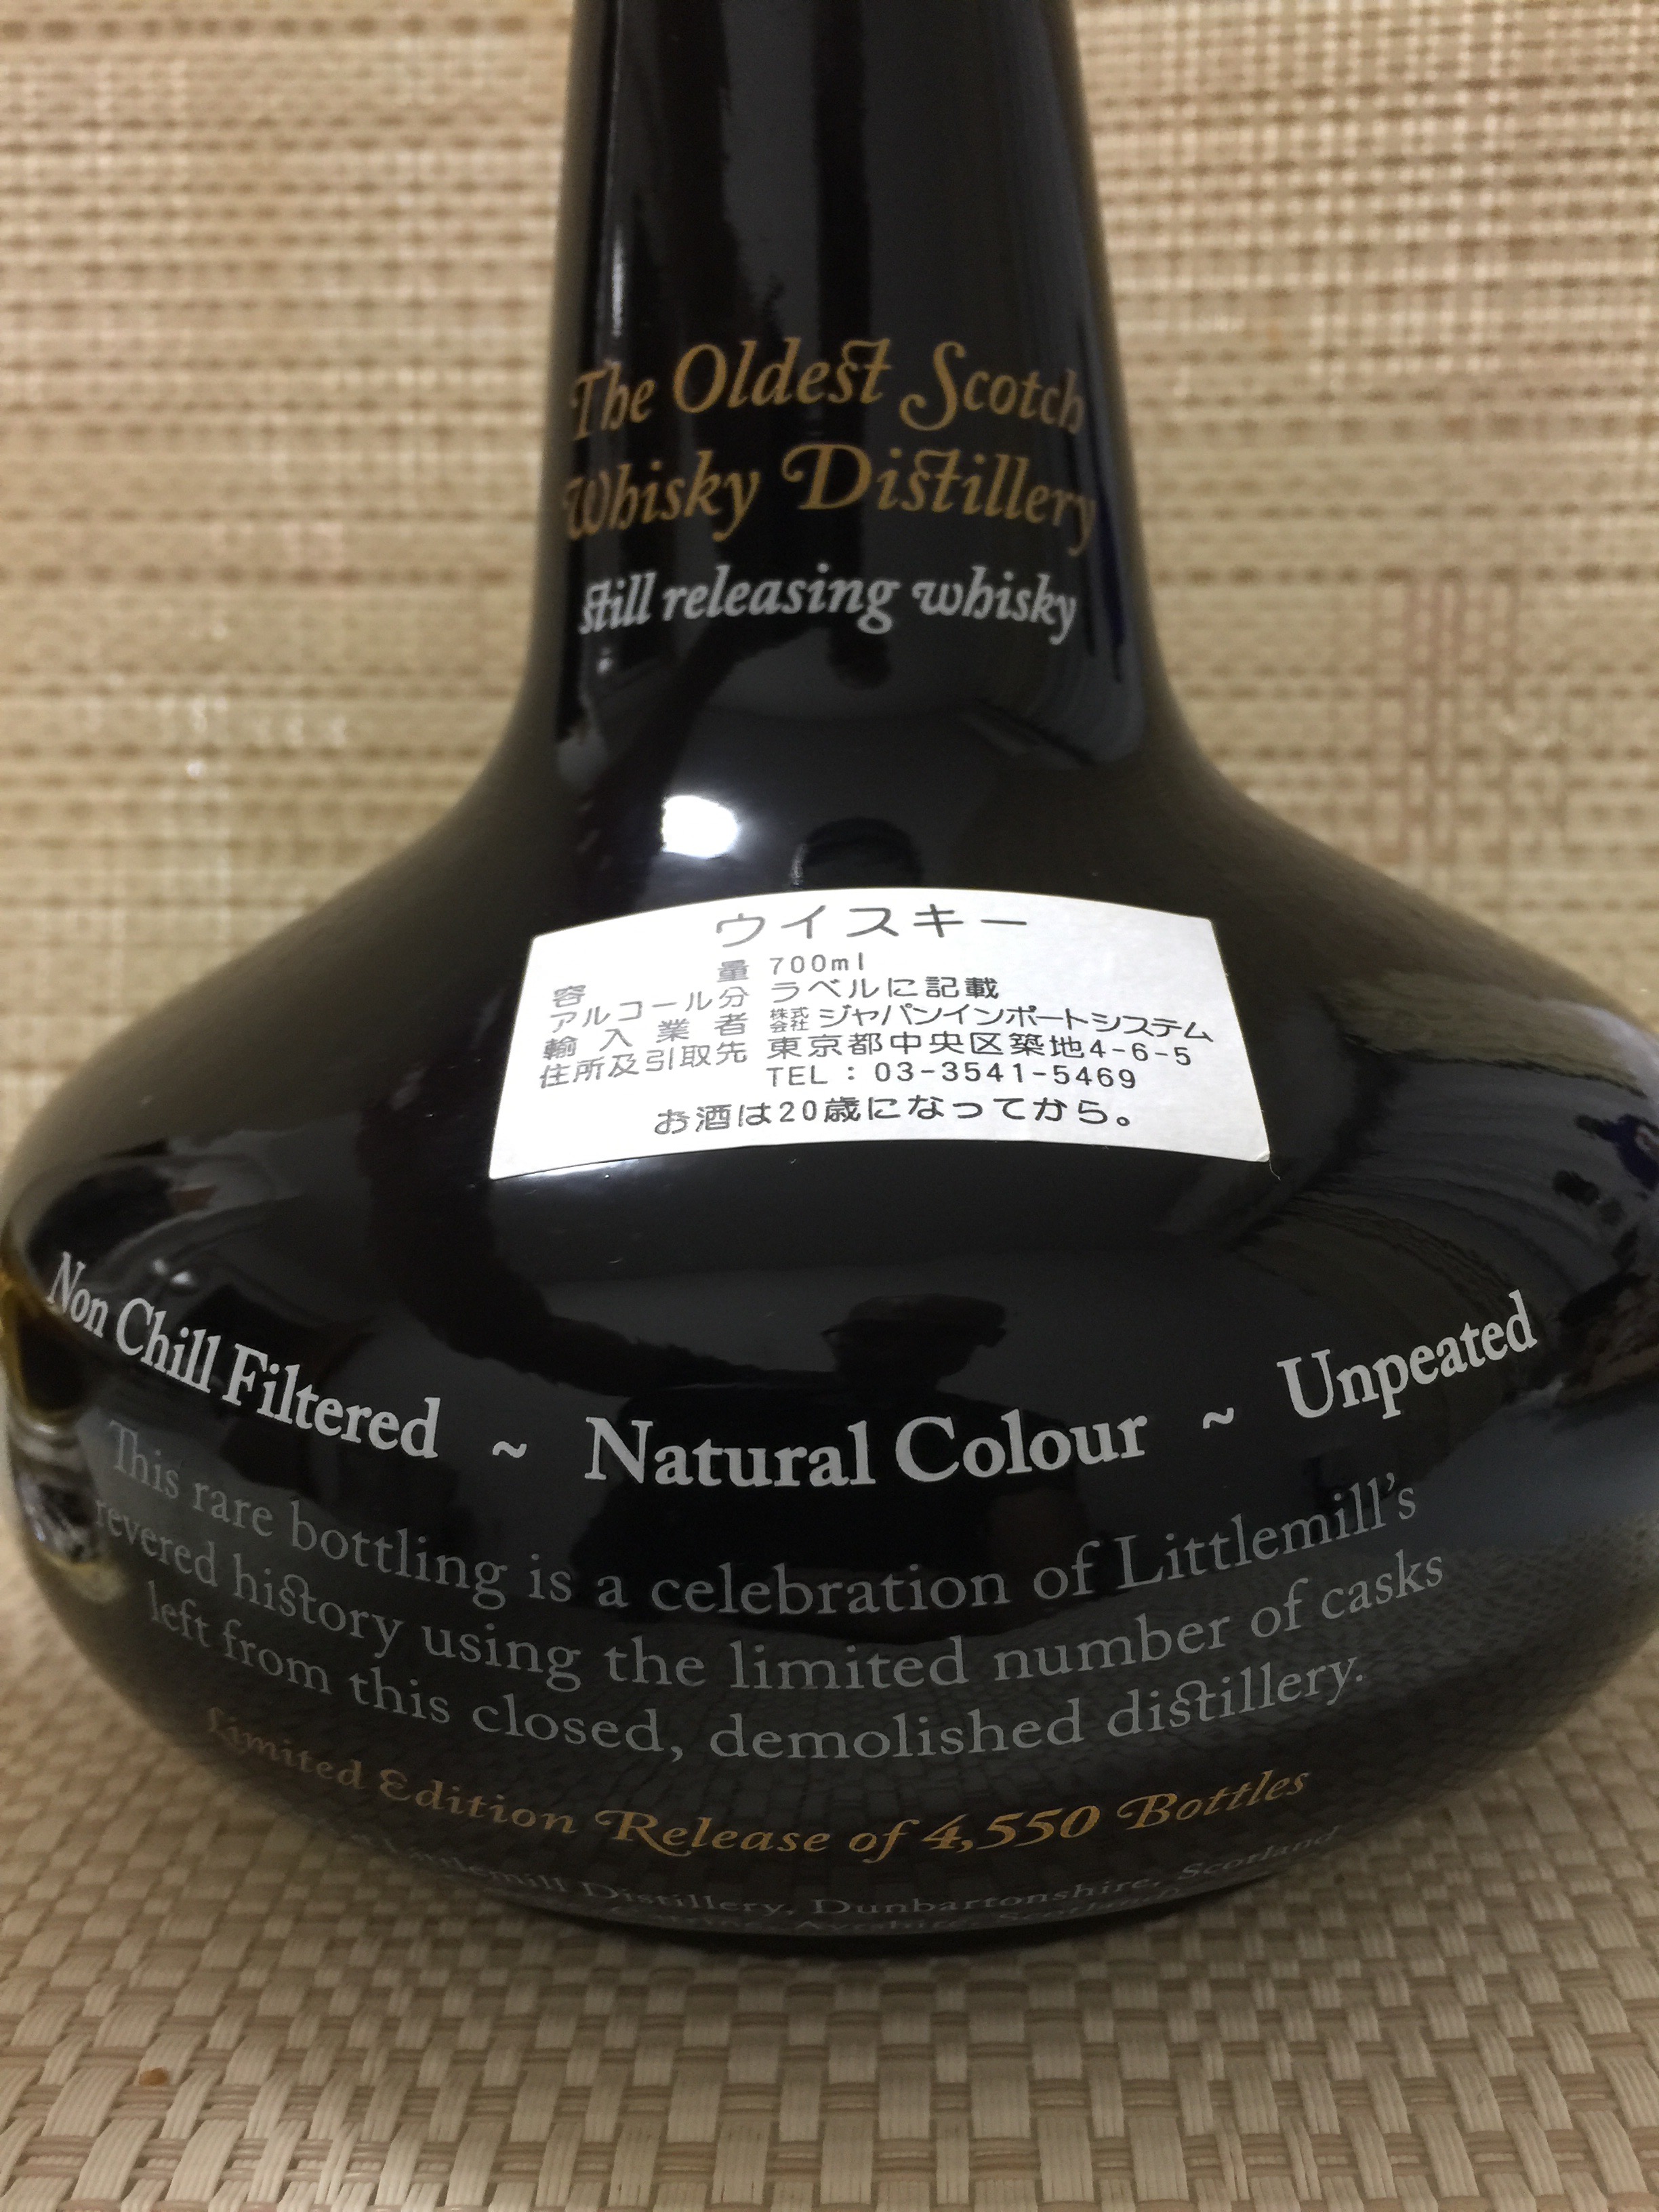 The Oldest Scotch
Whisky Distillery
still releasing whisky
ウイスキー
容量 700ml
アルコール分 ラベルに記載
輸入業者 株式会社 ジャパンインポートシステム
住所及引取先 東京都中央区築地4-6-5
TEL : 03-3541-5469
お酒は20歳になってから。
Non Chill Filtered ~ Natural Colour ~ Unpeated
This rare bottling is a celebration of Littlemill's
revered history using the limited number of casks
left from this closed, demolished distillery.
Limited Edition Release of 4,550 Bottles
Littlemill Distillery, Dunbartonshire, Scotland
Ayrshire, Scotland